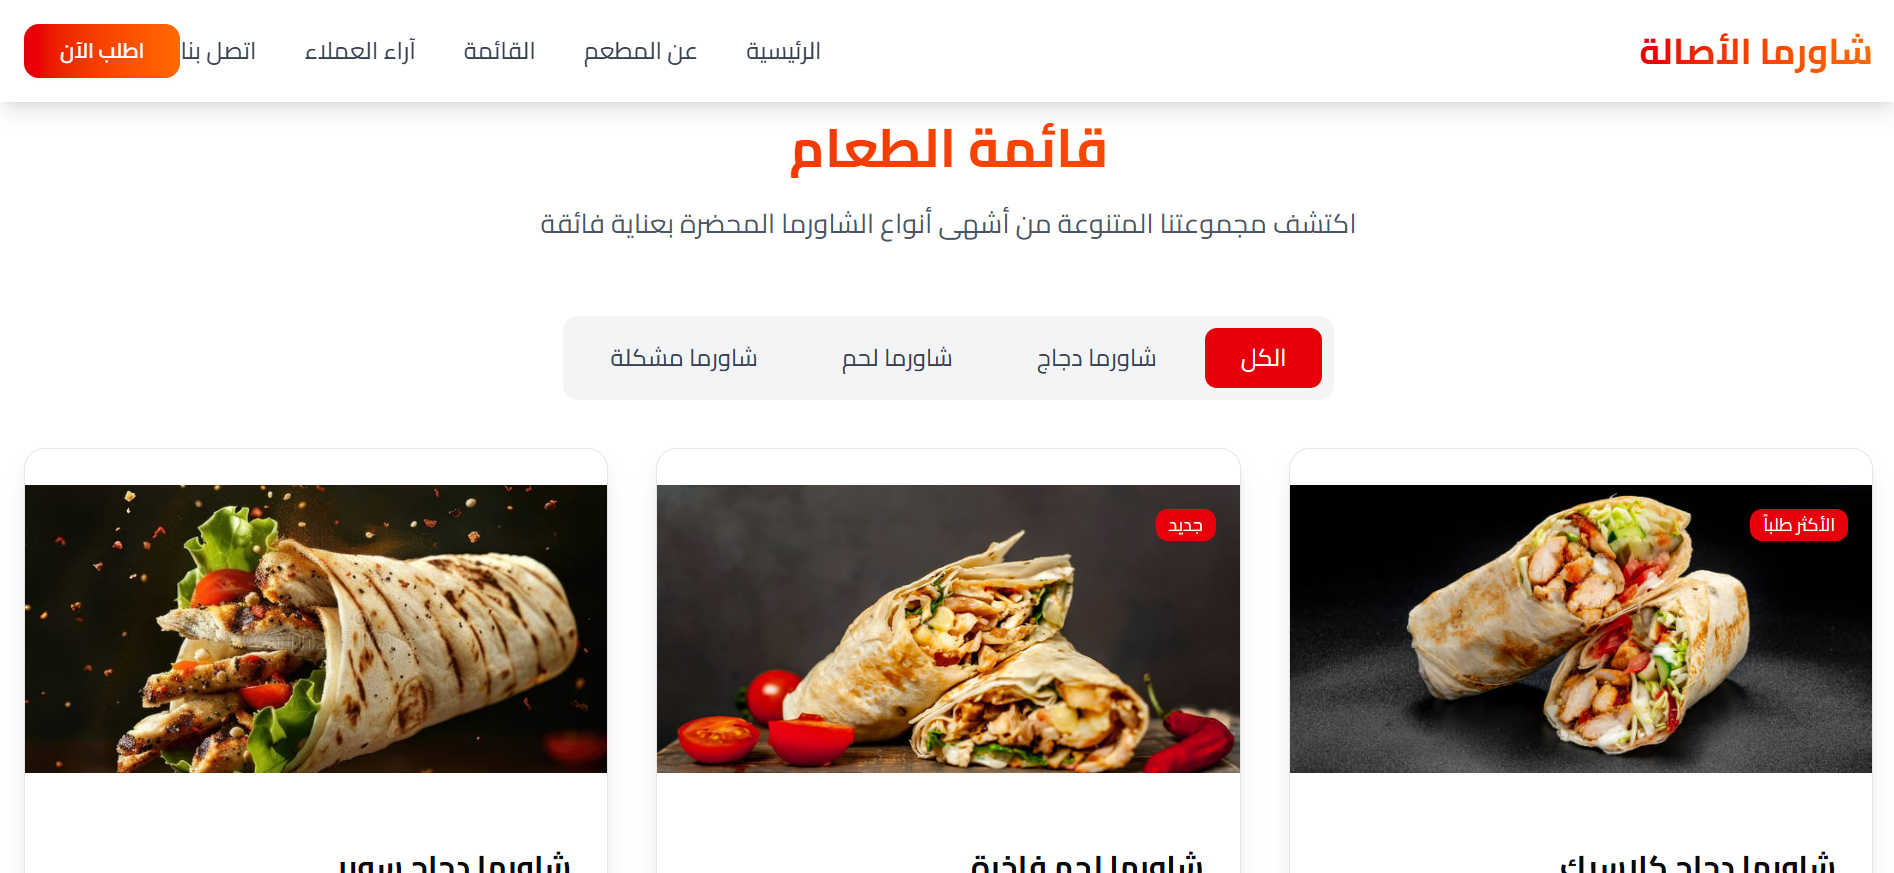 شاورما الأصالة
الرئيسية
عن المطعم
القائمة
آراء العملاء
اتصل بنا
اطلب الآن
قائمة الطعام
اكتشف مجموعتنا المتنوعة من أشهى أنواع الشاورما المحضرة بعناية فائقة
الكل
شاورما دجاج
شاورما لحم
شاورما مشكلة
الأكثر طلباً
جديد
شاورما دجاج كلاسيك
شاورما لحم فاخرة
شاورما دجاج سوبر